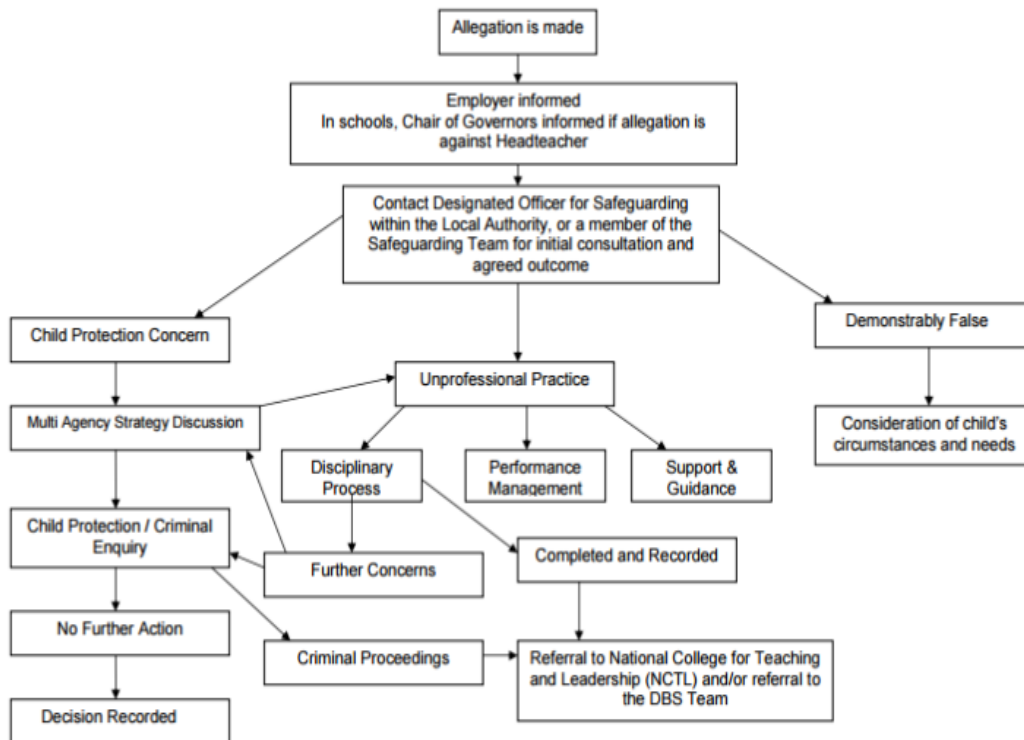 Allegation is made
Employer informed
In schools, Chair of Governors informed if allegation is
against Headteacher
Contact Designated Officer for Safeguarding
within the Local Authority, or a member of the
Safeguarding Team for initial consultation and
agreed outcome
Child Protection Concern
Demonstrably False
Unprofessional Practice
Multi Agency Strategy Discussion
Consideration of child's
circumstances and needs
Disciplinary
Process
Performance
Management
Support &
Guidance
Child Protection / Criminal
Enquiry
Further Concerns
Completed and Recorded
No Further Action
Criminal Proceedings
Referral to National College for Teaching
and Leadership (NCTL) and/or referral to
the DBS Team
Decision Recorded